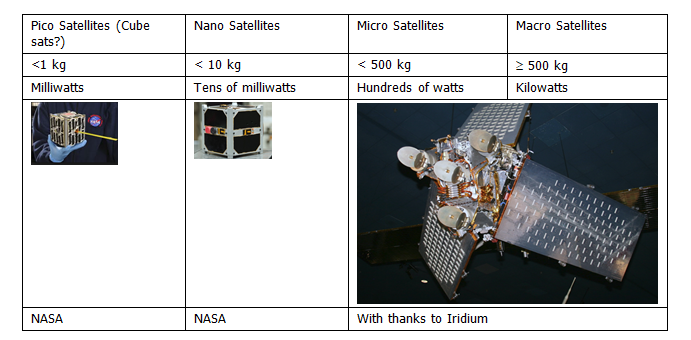 Pico Satellites (Cube
sats?)
Nano Satellites
Micro Satellites
Macro Satellites
<1 kg
< 10 kg
< 500 kg
≥ 500 kg
Milliwatts
Tens of milliwatts
Hundreds of watts
Kilowatts
NASA
NASA
NASA
With thanks to Iridium